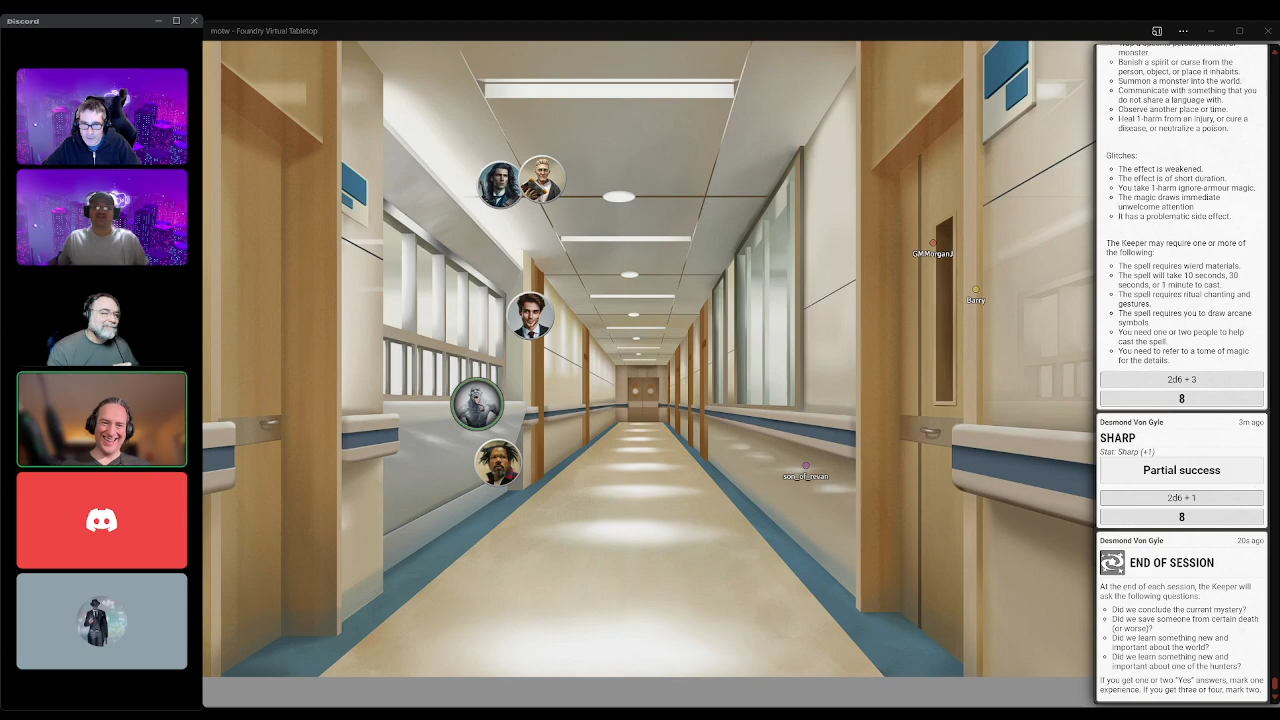 Discord
motw - Foundry Virtual Tabletop
GMMorganJ
Barry
son_of_revan
monster.
Banish a spirit or curse from the
person, object, or place it inhabits.
Summon a monster into the world.
Communicate with something that you
do not share a language with.
Observe another place or time.
Heal 1-harm from an injury, or cure a
disease, or neutralize a poison.
Glitches:
The effect is weakened.
The effect is of short duration.
You take 1-harm ignore-armour magic.
The magic draws immediate
unwelcome attention
It has a problematic side effect.
The Keeper may require one or more of
the following:
The spell requires wierd materials.
The spell will take 10 seconds, 30
seconds, or 1 minute to cast.
The spell requires ritual chanting and
gestures.
The spell requires you to draw arcane
symbols.
You need one or two people to help
cast the spell.
You need to refer to a tome of magic
for the details.
2d6 + 3
8
Desmond Von Gyle 3m ago
SHARP
Stat: Sharp (+1)
Partial success
2d6 + 1
8
Desmond Von Gyle 20s ago
END OF SESSION
At the end of each session, the Keeper will
ask the following questions:
Did we conclude the current mystery?
Did we save someone from certain death
(or worse)?
Did we learn something new and
important about the world?
Did we learn something new and
important about one of the hunters?
If you get one or two "Yes" answers, mark one
experience. If you get three or four, mark two.